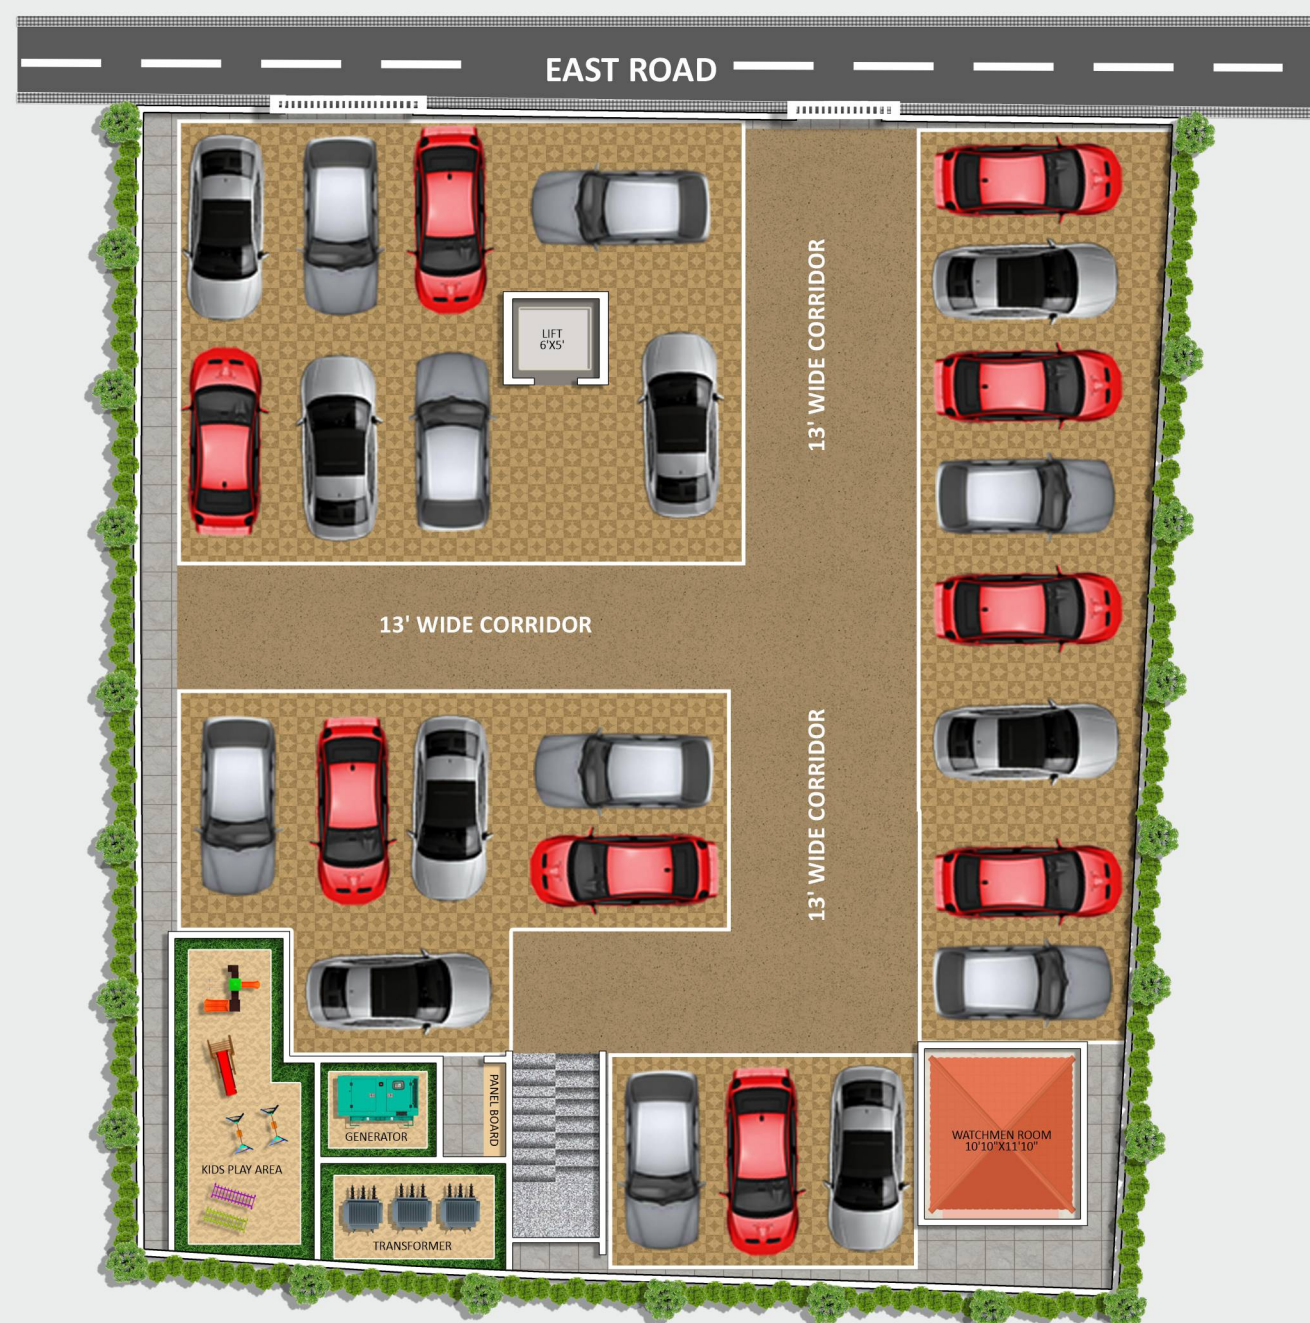 EAST ROAD
LIFT
6'X5'
13' WIDE CORRIDOR
13' WIDE CORRIDOR
13' WIDE CORRIDOR
PANEL BOARD
GENERATOR
WATCHMEN ROOM
10'10"X11'10"
KIDS PLAY AREA
TRANSFORMER